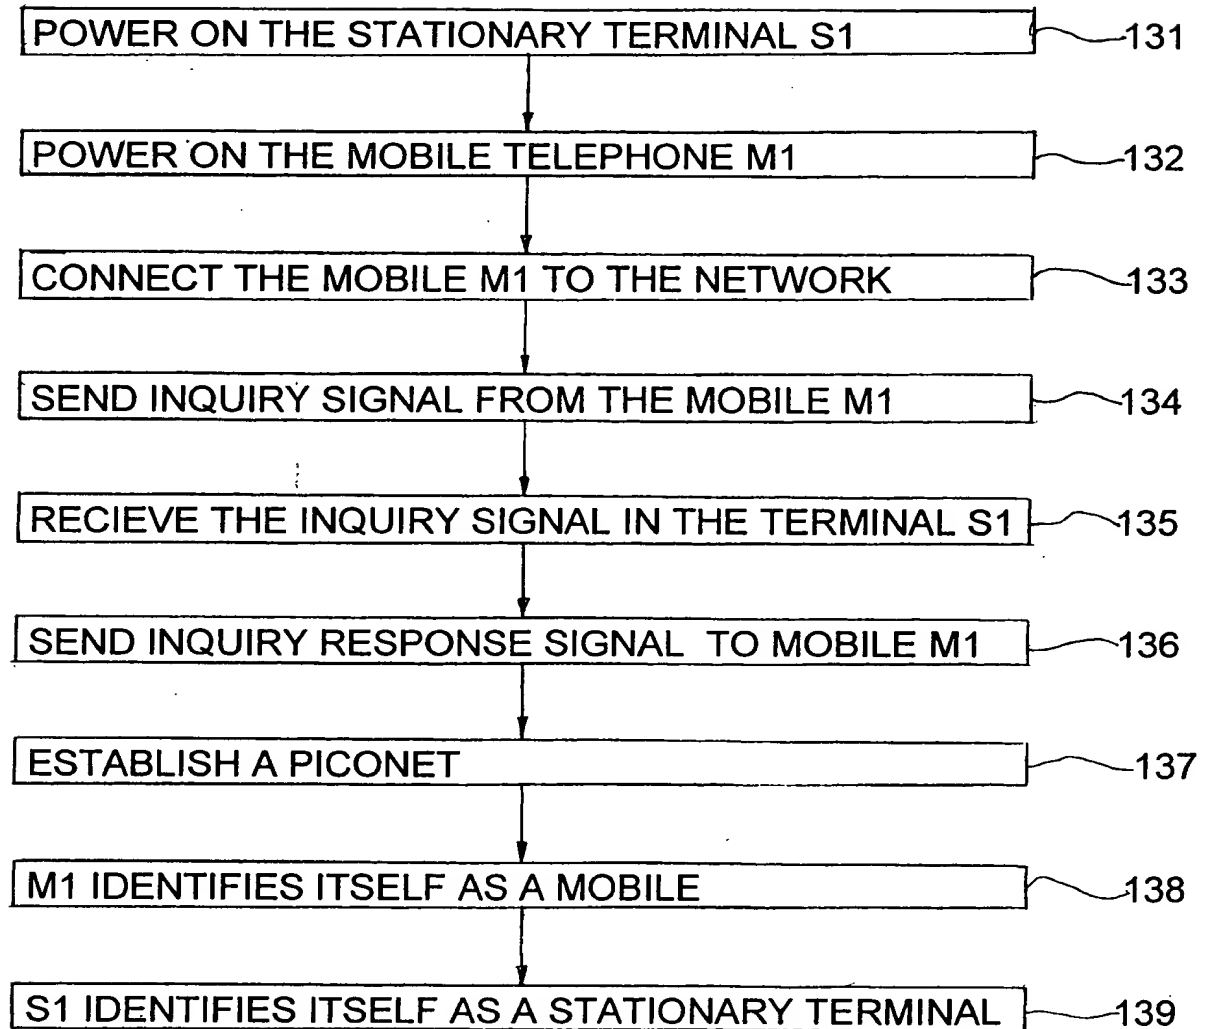 POWER ON THE STATIONARY TERMINAL S1 131
POWER ON THE MOBILE TELEPHONE M1 132
CONNECT THE MOBILE M1 TO THE NETWORK 133
SEND INQUIRY SIGNAL FROM THE MOBILE M1 134
RECIEVE THE INQUIRY SIGNAL IN THE TERMINAL S1 135
SEND INQUIRY RESPONSE SIGNAL TO MOBILE M1 136
ESTABLISH A PICONET 137
M1 IDENTIFIES ITSELF AS A MOBILE 138
S1 IDENTIFIES ITSELF AS A STATIONARY TERMINAL 139